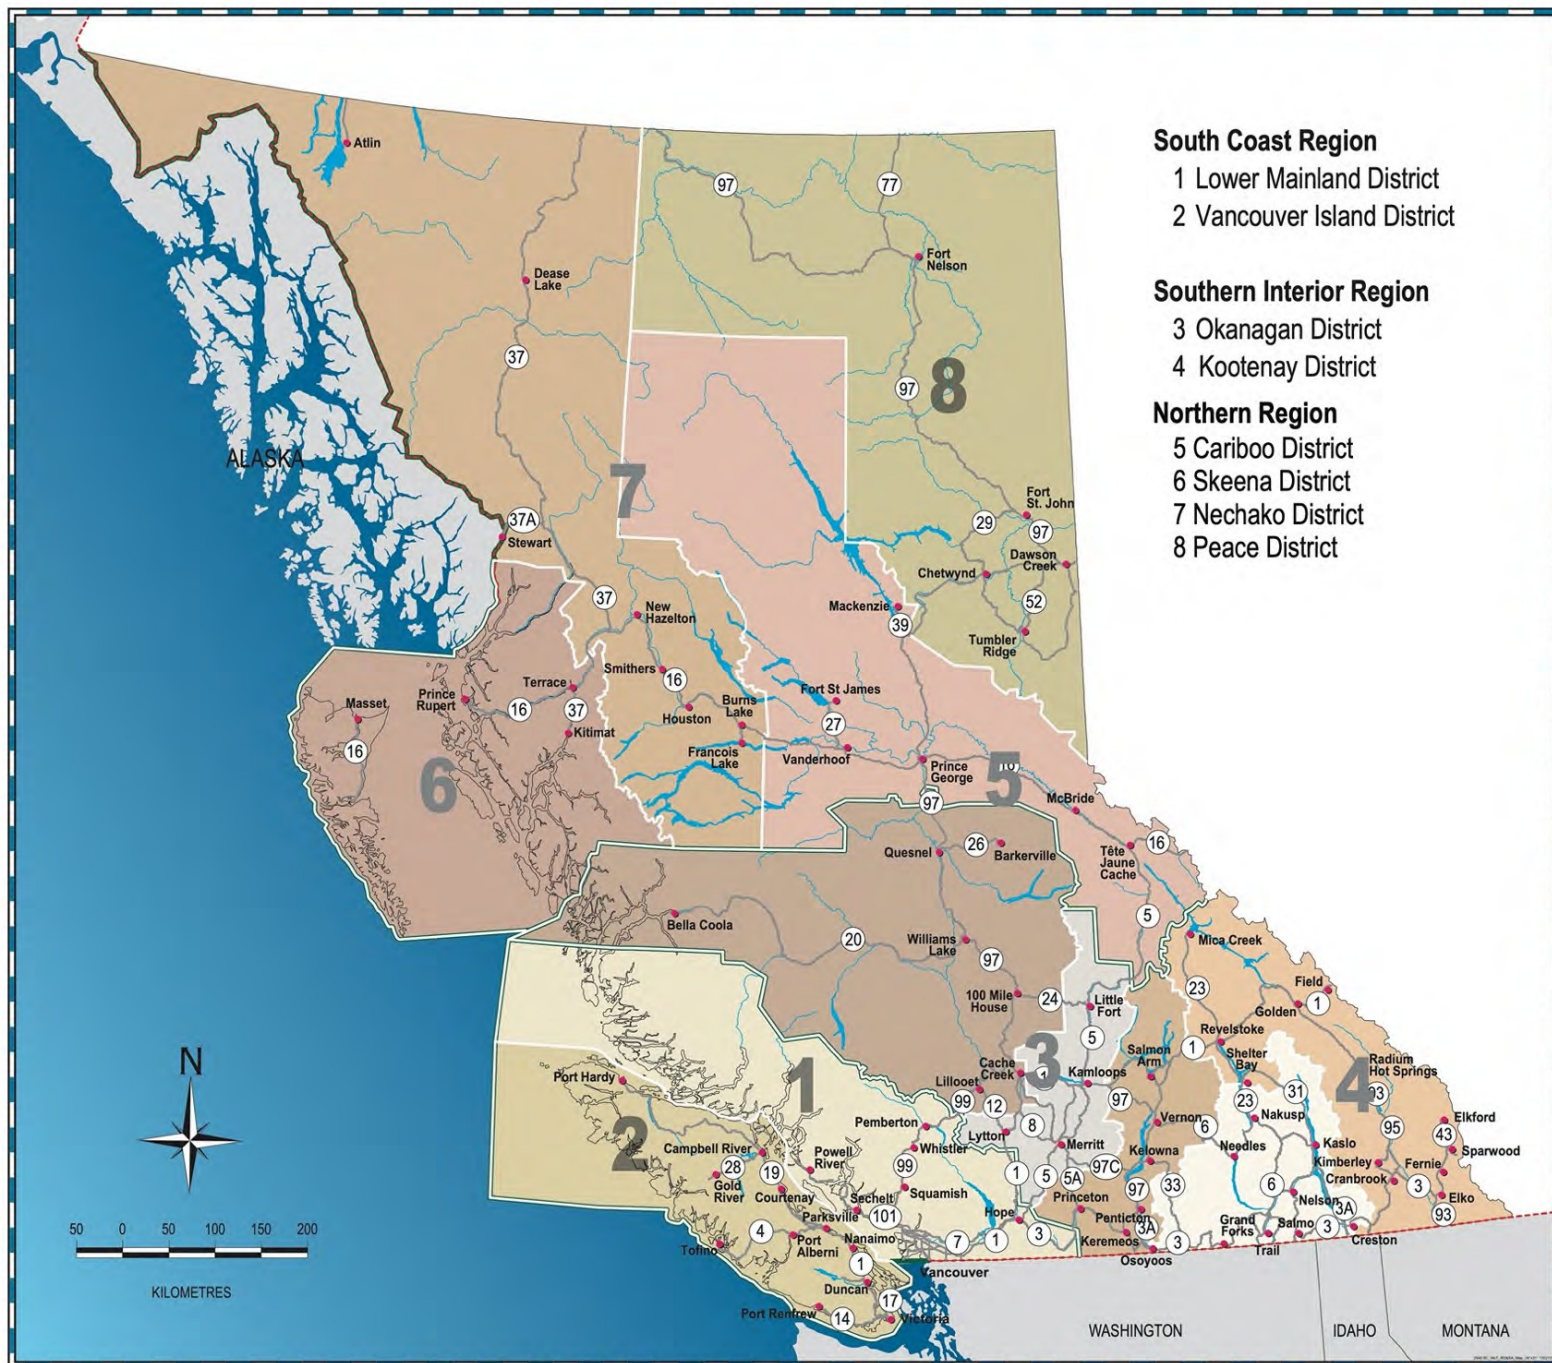 South Coast Region
1 Lower Mainland District
2 Vancouver Island District
Southern Interior Region
3 Okanagan District
4 Kootenay District
Northern Region
5 Cariboo District
6 Skeena District
7 Nechako District
8 Peace District
Atlin
97
77
Fort
Nelson
Dease
Lake
37
97
8
ALASKA
7
37A
Stewart
Fort
St. John
29
97
Dawson
Creek
Chetwynd
52
Tumbler
Ridge
Mackenzie
39
37
New
Hazelton
Smithers
16
Houston
Burns
Lake
Francois
Lake
Fort St James
27
Vanderhoof
Prince
George
16
5
97
McBride
Terrace
16
37
Kitimat
Prince
Rupert
Masset
16
6
Quesnel
26
Barkerville
Tête
Jaune
Cache
16
5
Bella Coola
20
Williams
Lake
97
100 Mile
House
24
Little
Fort
5
Mica Creek
23
Field
1
Golden
Revelstoke
1
Shelter
Bay
Salmon
Arm
Cache
Creek
3
1
Kamloops
97
Lillooet
99
12
Lytton
8
Merritt
97C
5
5A
1
Radium
Hot Springs
4
93
95
31
23
Nakusp
Vernon
6
Needles
Kaslo
Kelowna
97
33
Elkford
43
Sparwood
Kimberley
Fernie
Cranbrook
3
Elko
93
6
Nelson
3A
Princeton
Penticton
3A
Keremeos
Osoyoos
3
Grand
Forks
Salmo
3
Trail
Creston
1
Pemberton
Whistler
99
Squamish
Hope
3
1
7
Vancouver
Powell
River
Sechelt
101
Port Hardy
2
Campbell River
28
Gold
River
19
Courtenay
Parksville
Nanaimo
4
Port
Alberni
Tofino
1
Duncan
17
Port Renfrew
14
Victoria
N
50 0 50 100 150 200
KILOMETRES
WASHINGTON
IDAHO
MONTANA